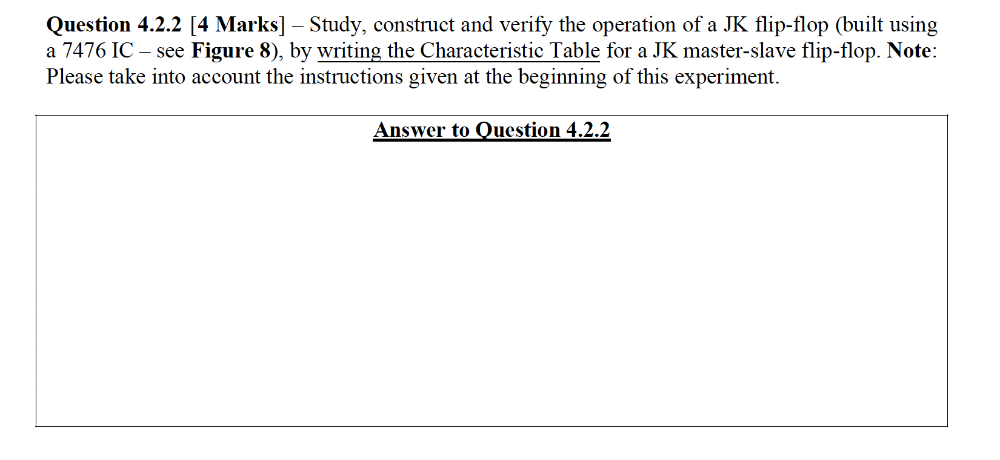 Question 4.2.2 [4 Marks] – Study, construct and verify the operation of a JK flip-flop (built using
a 7476 IC – see Figure 8), by writing the Characteristic Table for a JK master-slave flip-flop. Note:
Please take into account the instructions given at the beginning of this experiment.
Answer to Question 4.2.2